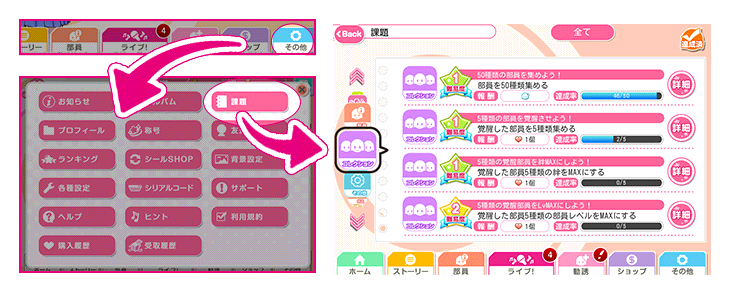 ーリー
部員
ライブ!
4
ョップ
その他
お知らせ
バム
課題
プロフィール
称号
友
ランキング
シールSHOP
背景設定
各種設定
シリアルコード
サポート
ヘルプ
ヒント
利用規約
購入履歴
受取履歴
Back
課題
全て
達成済
コレクション
その他
コレクション
1
難易度
50種類の部員を集めよう!
部員を50種類集める
報酬
達成率
46/50
詳細
コレクション
1
難易度
5種類の部員を覚醒させよう!
覚醒した部員を5種類集める
報酬
1個
達成率
2/5
詳細
コレクション
1
難易度
5種類の覚醒部員を絆MAXにしよう!
覚醒した部員5種類の絆をMAXにする
報酬
1個
達成率
0/5
詳細
コレクション
2
難易度
5種類の覚醒部員をLvMAXにしよう!
覚醒した部員5種類の部員レベルをMAXにする
報酬
1個
達成率
0/5
詳細
ホーム
ストーリー
部員
ライブ!
4
勧誘
ショップ
その他